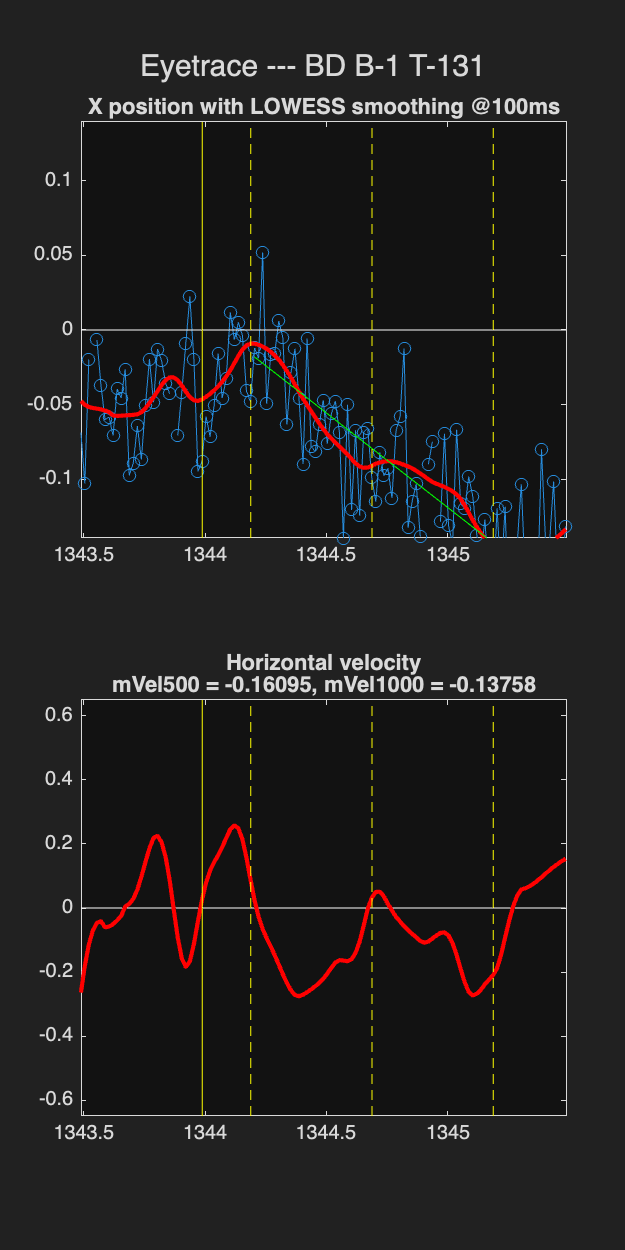 Eyetrace --- BD B-1 T-131
X position with LOWESS smoothing @100ms
0.1
0.05
0
-0.05
-0.1
1343.5 1344 1344.5 1345
Horizontal velocity
mVel500 = -0.16095, mVel1000 = -0.13758
0.6
0.4
0.2
0
-0.2
-0.4
-0.6
1343.5 1344 1344.5 1345